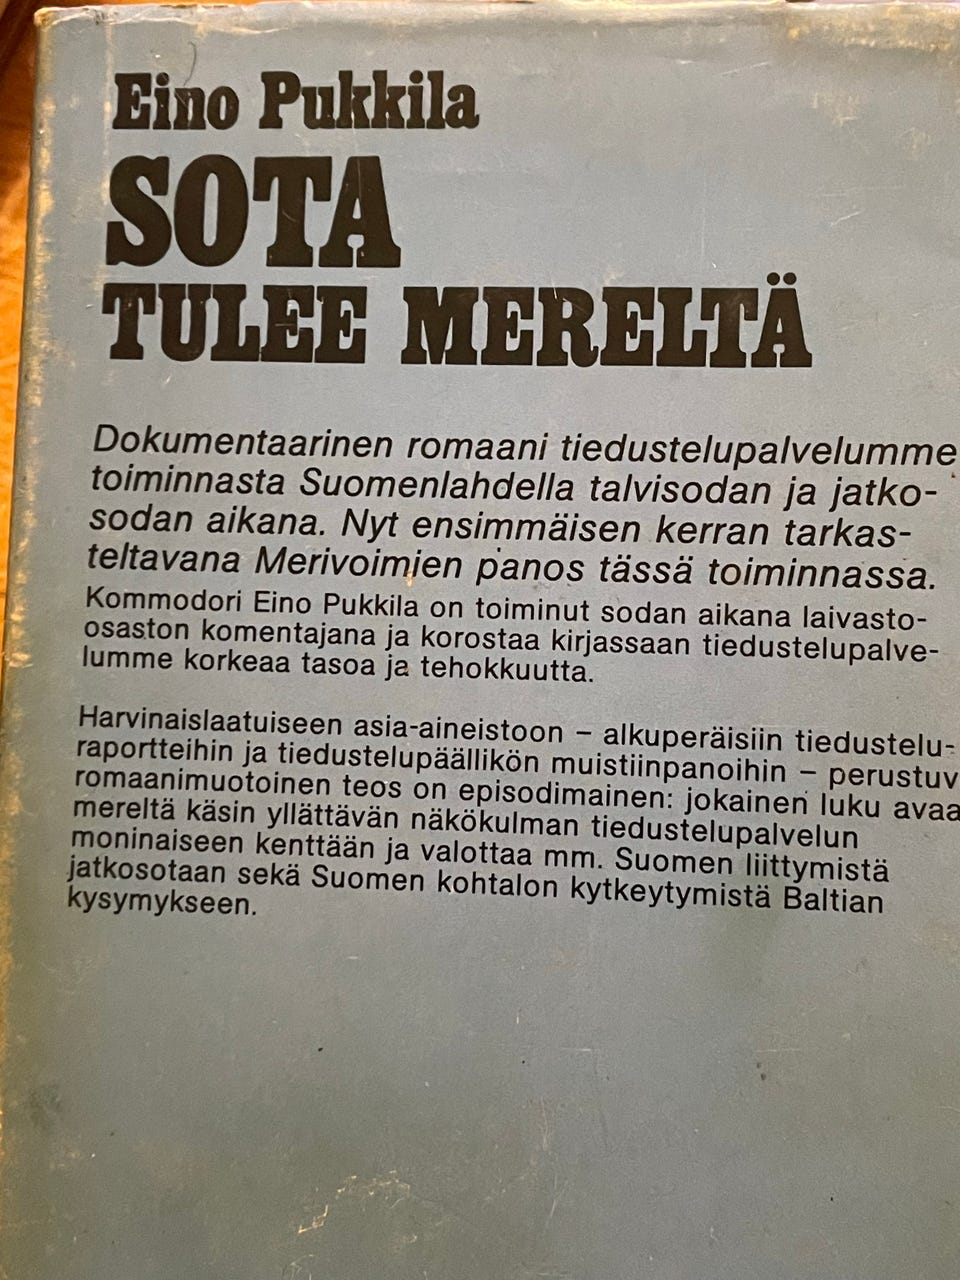 Eino Pukkila
SOTA
TULEE MERELTÄ
Dokumentaarinen romaani tiedustelupalvelumme
toiminnasta Suomenlahdella talvisodan ja jatko-
sodan aikana. Nyt ensimmäisen kerran tarkas-
teltavana Merivoimien panos tässä toiminnassa.
Kommodori Eino Pukkila on toiminut sodan aikana laivasto-
osaston komentajana ja korostaa kirjassaan tiedustelupalve-
lumme korkeaa tasoa ja tehokkuutta.
Harvinaislaatuiseen asia-aineistoon – alkuperäisiin tiedustelu-
raportteihin ja tiedustelupäällikön muistiinpanoihin – perustuv
romaanimuotoinen teos on episodimainen: jokainen luku avaa
mereltä käsin yllättävän näkökulman tiedustelupalvelun
moninaiseen kenttään ja valottaa mm. Suomen liittymistä
jatkosotaan sekä Suomen kohtalon kytkeytymistä Baltian
kysymykseen.